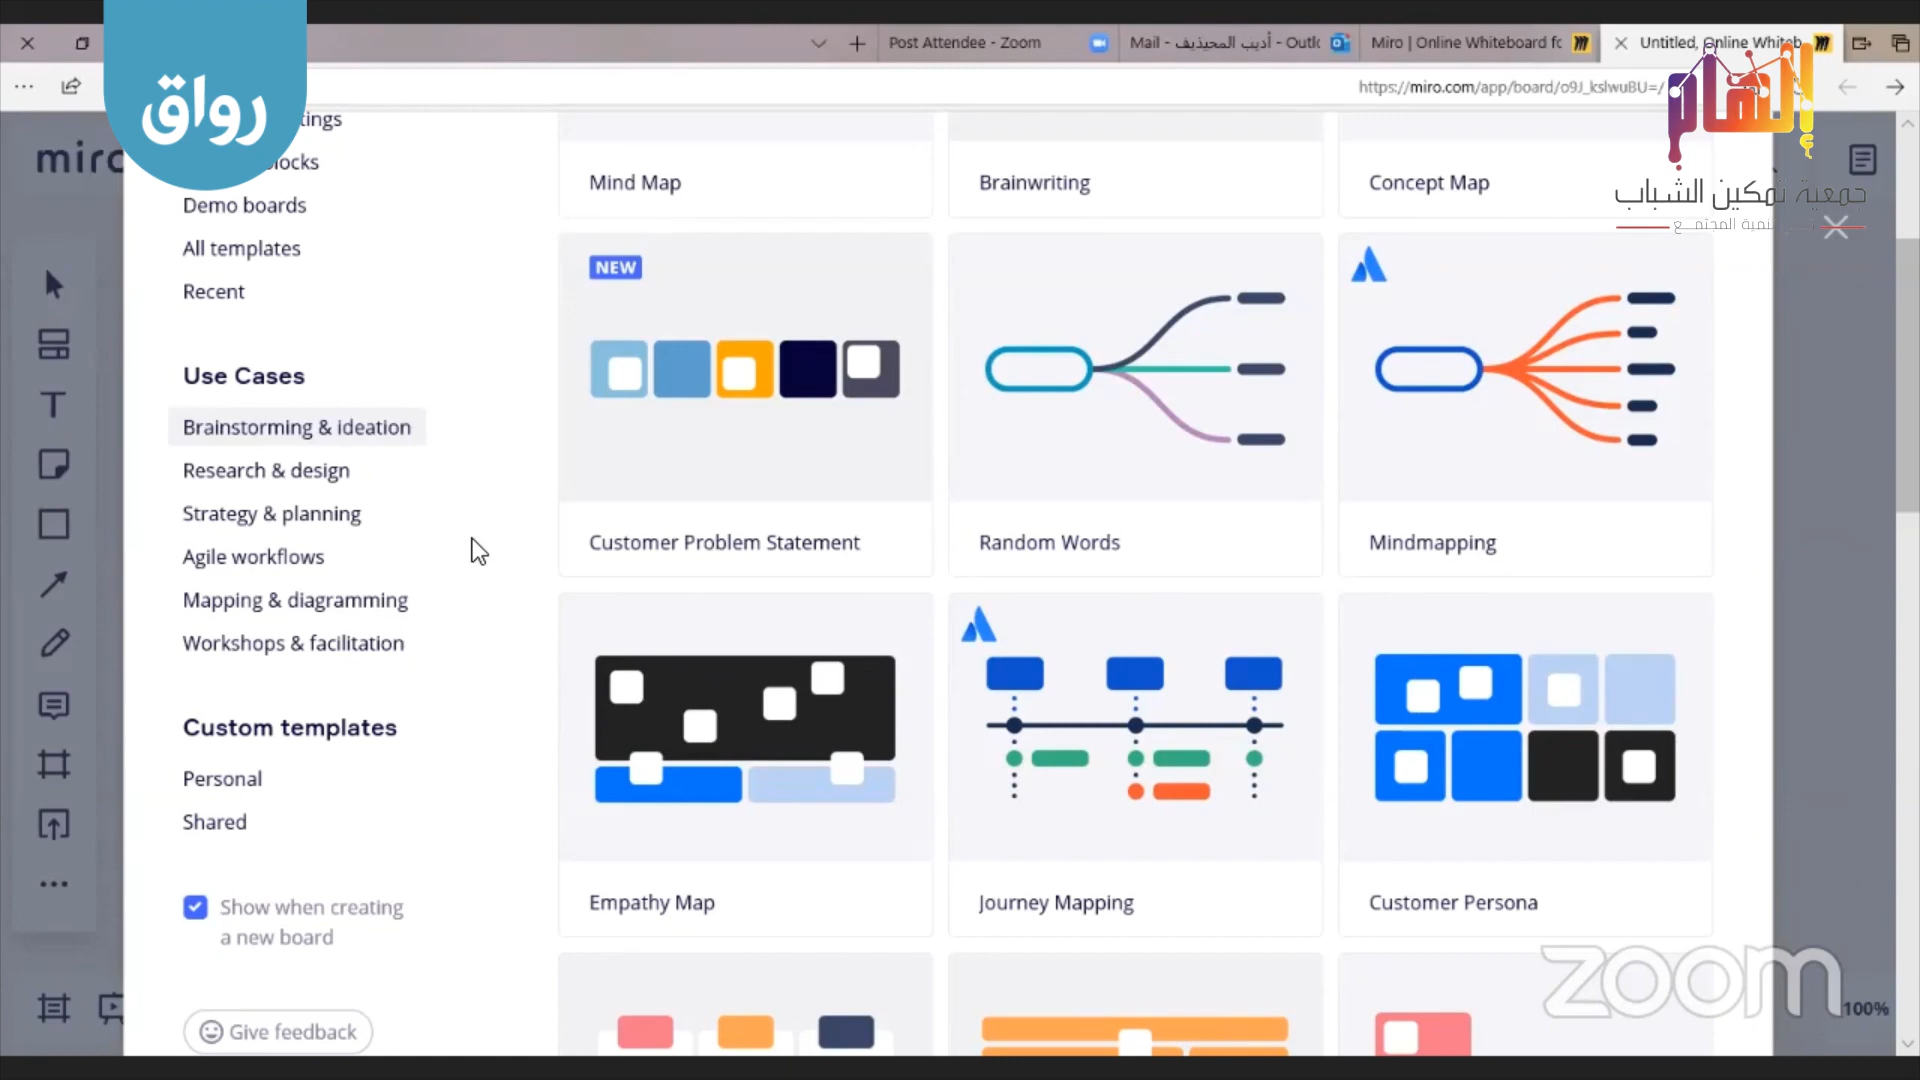 Post Attendee - Zoom
Mail - أديب المحيذيف - Outlc
Miro | Online Whiteboard fc
Untitled, Online Whiteb
https://miro.com/app/board/o9J_kslwuBU=/
رواق
إلهام
جمعية تمكين الشباب
miro
Demo boards
All templates
Recent
Use Cases
Brainstorming & ideation
Research & design
Strategy & planning
Agile workflows
Mapping & diagramming
Workshops & facilitation
Custom templates
Personal
Shared
Show when creating
a new board
Give feedback
Mind Map
Brainwriting
Concept Map
NEW
Customer Problem Statement
Random Words
Mindmapping
Empathy Map
Journey Mapping
Customer Persona
zoom
100%